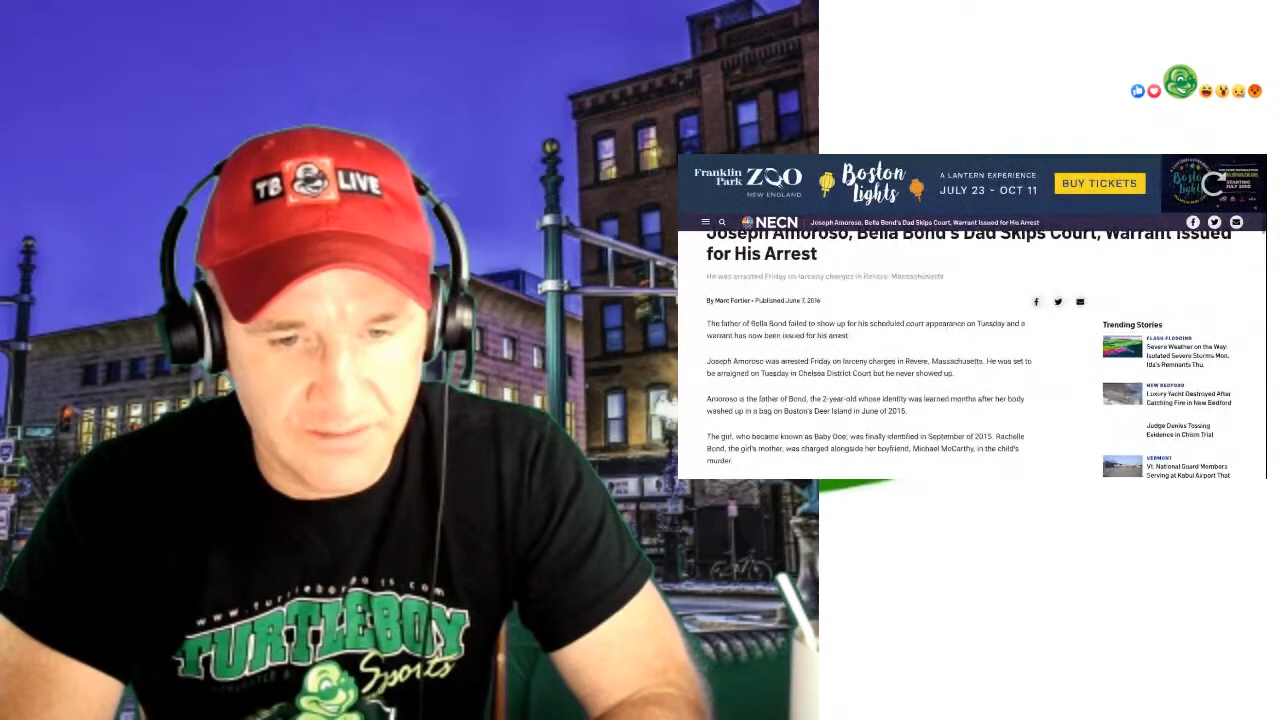 TB LIVE
www.turtleboysports.com
TURTLEBOY
Sports
Franklin Park ZOO
NEW ENGLAND
Boston Lights
A LANTERN EXPERIENCE
JULY 23 - OCT 11
BUY TICKETS
NECN
Joseph Amoroso, Bella Bond's Dad Skips Court, Warrant Issued for His Arrest
Joseph Amoroso, Bella Bond's Dad Skips Court, Warrant Issued
for His Arrest
He was arrested Friday on larceny charges in Revere, Massachusetts
By Marc Fortier • Published June 7, 2016
The father of Bella Bond failed to show up for his scheduled court appearance on Tuesday and a
warrant has now been issued for his arrest.
Joseph Amoroso was arrested Friday on larceny charges in Revere, Massachusetts. He was set to
be arraigned on Tuesday in Chelsea District Court but he never showed up.
Amoroso is the father of Bond, the 2-year-old whose identity was learned months after her body
washed up in a bag on Boston's Deer Island in June of 2015.
The girl, who became known as Baby Doe, was finally identified in September of 2015. Rachelle
Bond, the girl's mother, was charged alongside her boyfriend, Michael McCarthy, in the child's
murder.
Trending Stories
FLASH FLOODING
Severe Weather on the Way:
Isolated Severe Storms Mon,
Ida's Remnants Thu.
NEW BEDFORD
Luxury Yacht Destroyed After
Catching Fire in New Bedford
Judge Denies Tossing
Evidence in Chism Trial
VERMONT
Vt. National Guard Members
Serving at Kabul Airport That